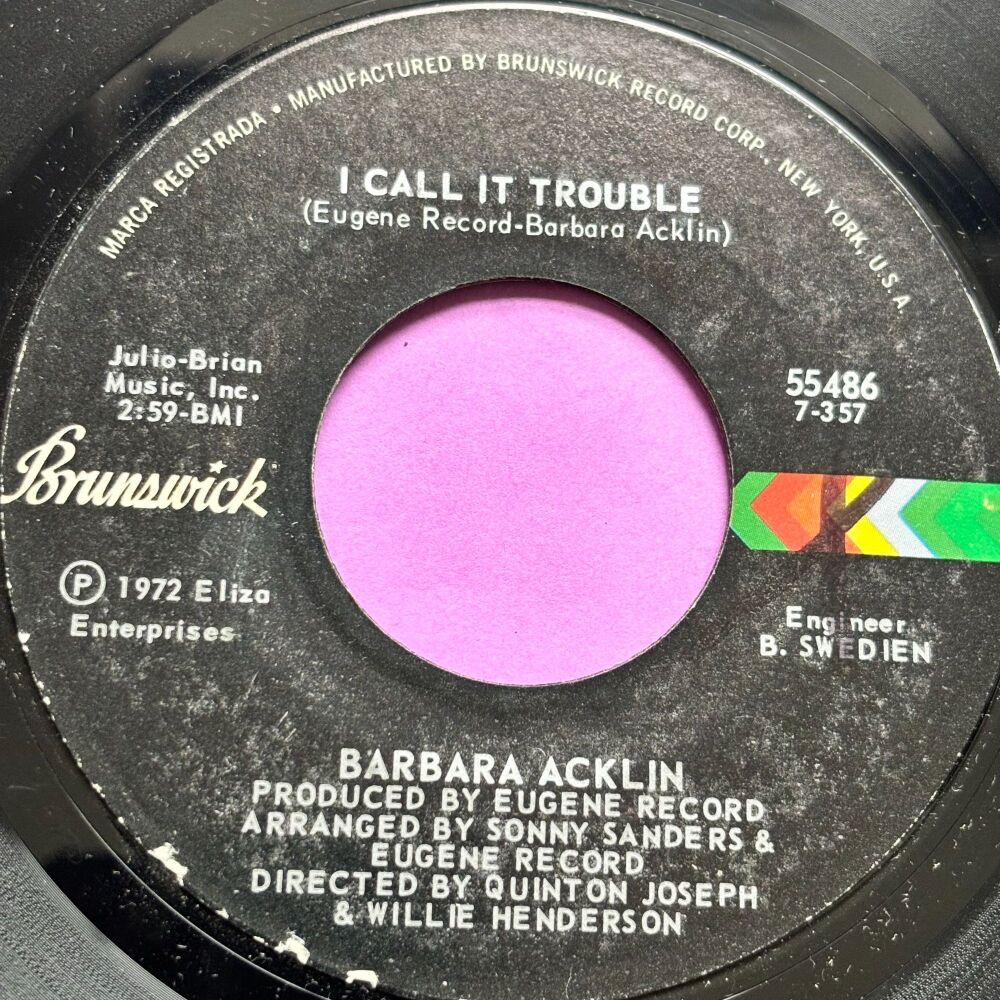 MARCA REGISTRADA • MANUFACTURED BY BRUNSWICK RECORD CORP., NEW YORK, U.S.A.
I CALL IT TROUBLE
(Eugene Record-Barbara Acklin)
Julio-Brian
Music, Inc.
2:59-BMI
55486
7-357
Brunswick
Ⓟ 1972 Eliza
Enterprises
Engineer
B. SWEDIEN
BARBARA ACKLIN
PRODUCED BY EUGENE RECORD
ARRANGED BY SONNY SANDERS &
EUGENE RECORD
DIRECTED BY QUINTON JOSEPH
& WILLIE HENDERSON